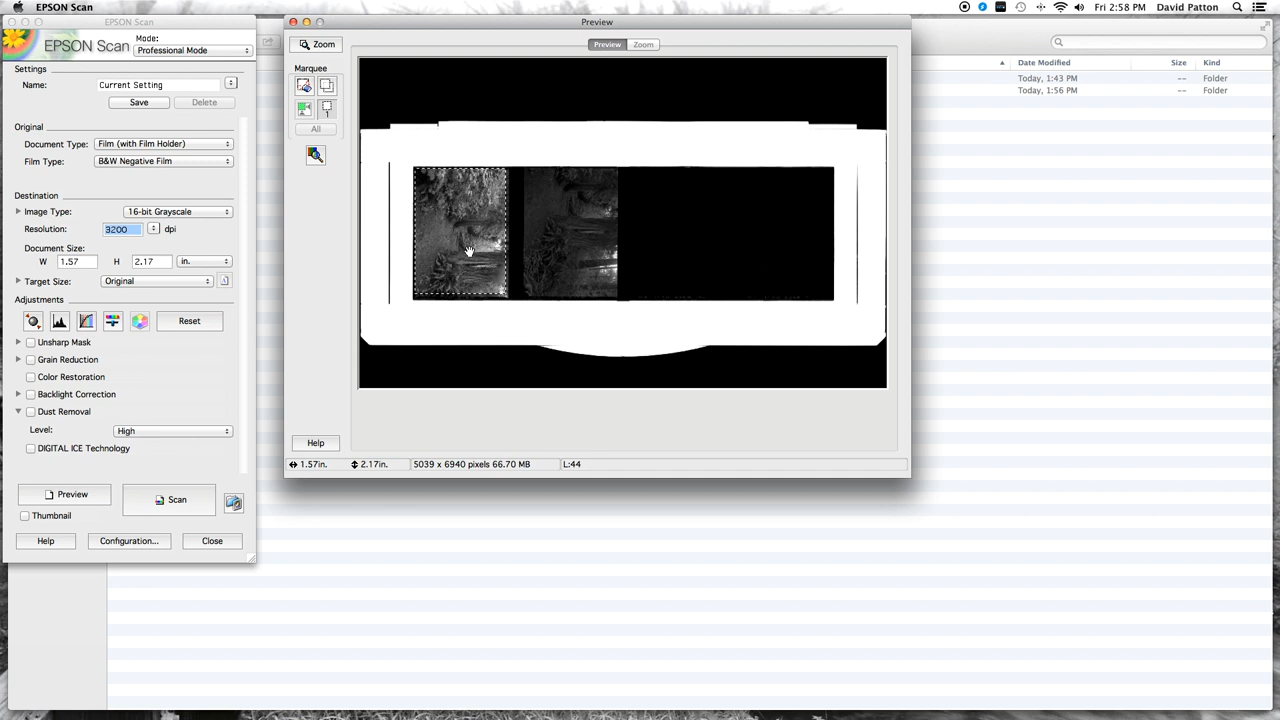 EPSON Scan
Fri 2:58 PM David Patton
EPSON Scan
Preview
EPSON Scan
Mode:
Professional Mode
Settings
Name: Current Setting
Save Delete
Original
Document Type: Film (with Film Holder)
Film Type: B&W Negative Film
Destination
Image Type: 16-bit Grayscale
Resolution: 3200 dpi
Document Size:
W 1.57 H 2.17 in.
Target Size: Original
Adjustments
Reset
Unsharp Mask
Grain Reduction
Color Restoration
Backlight Correction
Dust Removal
Level: High
DIGITAL ICE Technology
Preview Scan
Thumbnail
Help Configuration... Close
Zoom
Preview Zoom
Marquee
1
All
Help
1.57in. 2.17in. 5039 x 6940 pixels 66.70 MB L:44
Date Modified Size Kind
Today, 1:43 PM -- Folder
Today, 1:56 PM -- Folder